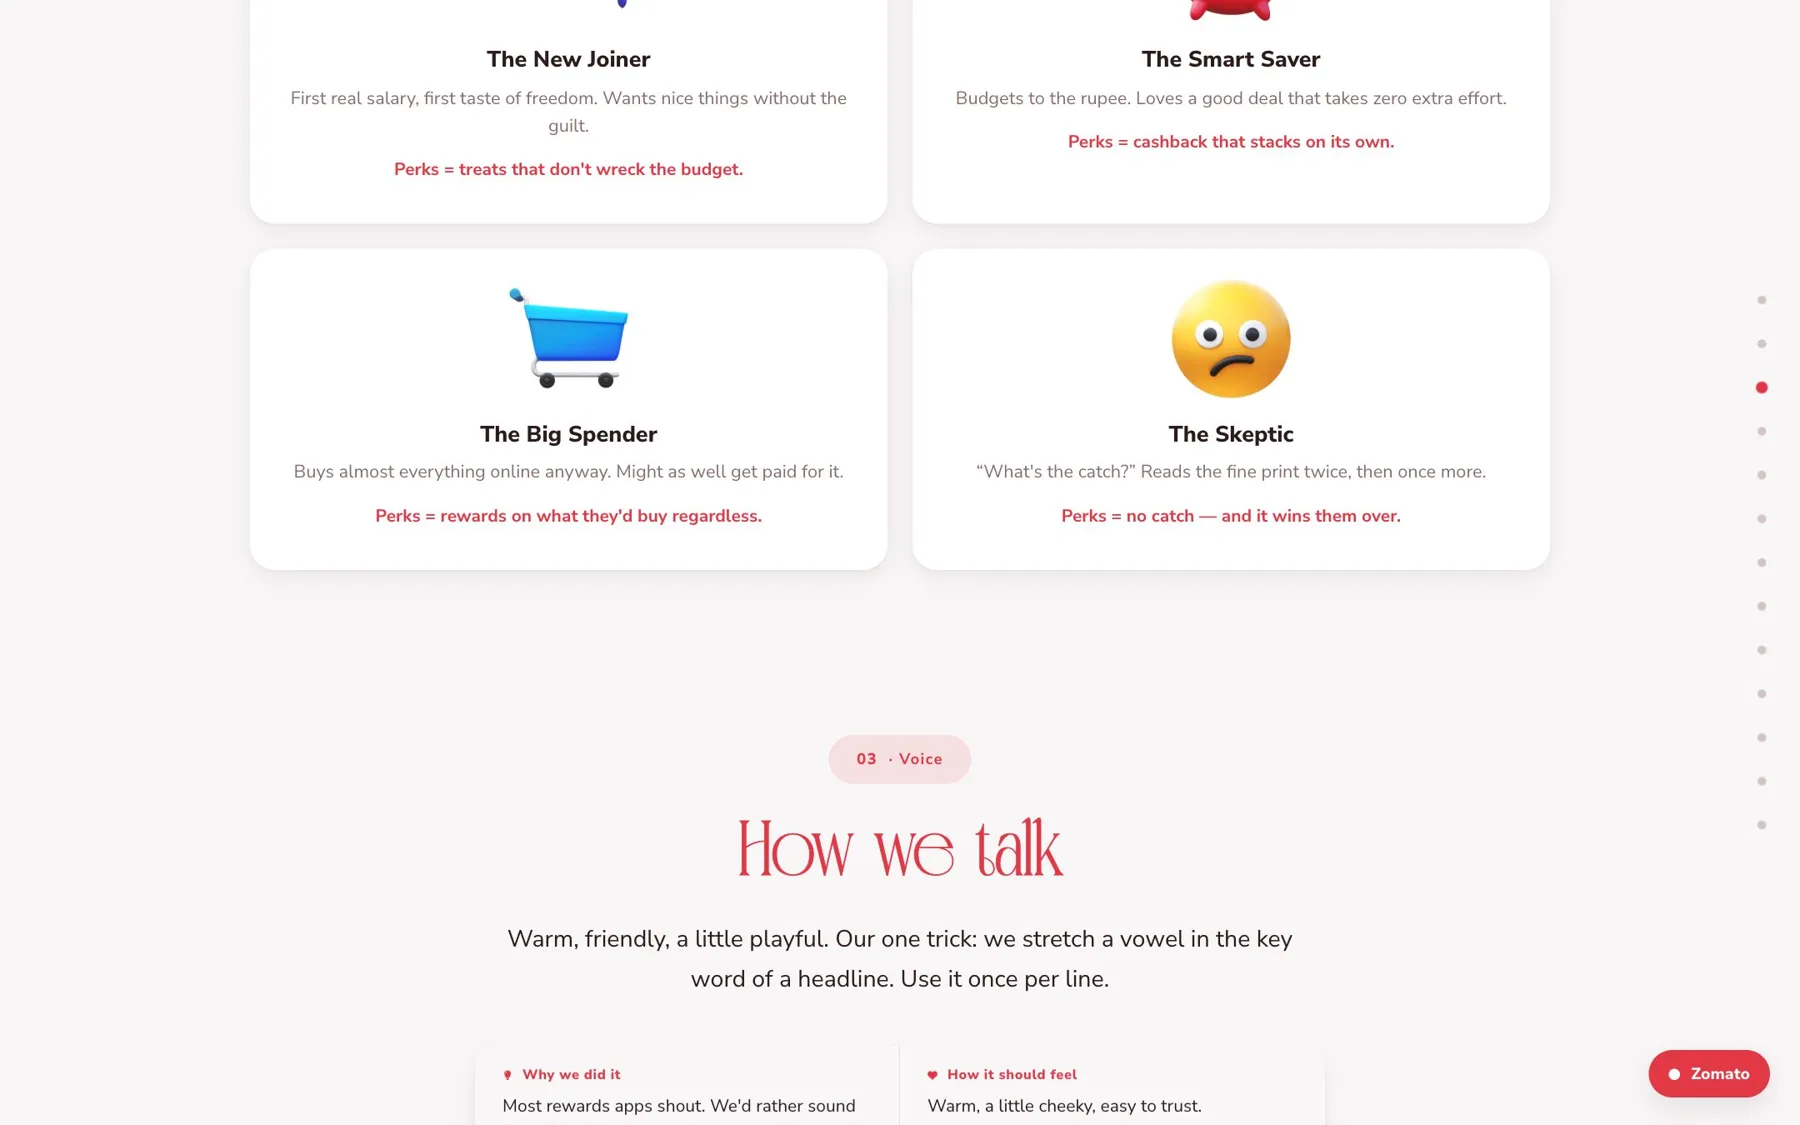 The New Joiner
First real salary, first taste of freedom. Wants nice things without the
guilt.
Perks = treats that don't wreck the budget.
The Smart Saver
Budgets to the rupee. Loves a good deal that takes zero extra effort.
Perks = cashback that stacks on its own.
The Big Spender
Buys almost everything online anyway. Might as well get paid for it.
Perks = rewards on what they'd buy regardless.
The Skeptic
“What's the catch?” Reads the fine print twice, then once more.
Perks = no catch — and it wins them over.
03 · Voice
How we talk
Warm, friendly, a little playful. Our one trick: we stretch a vowel in the key
word of a headline. Use it once per line.
Why we did it
Most rewards apps shout. We'd rather sound
How it should feel
Warm, a little cheeky, easy to trust.
Zomato